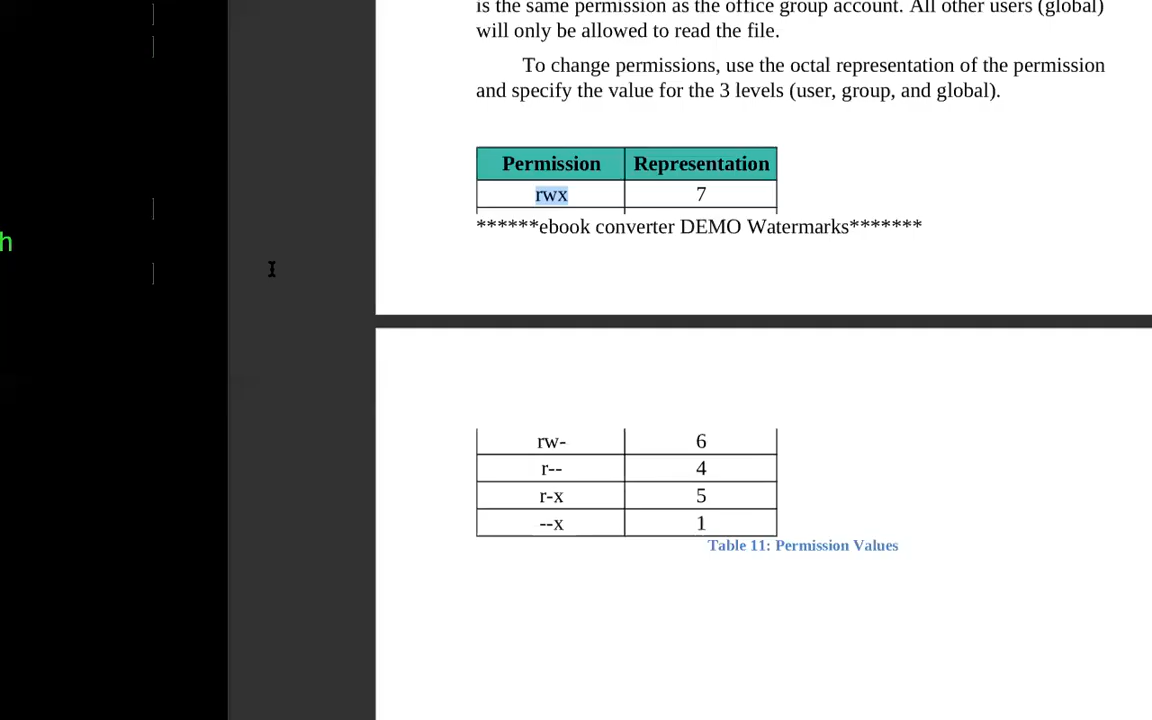 is the same permission as the office group account. All other users (global)
will only be allowed to read the file.
To change permissions, use the octal representation of the permission
and specify the value for the 3 levels (user, group, and global).
Permission Representation
rwx 7
******ebook converter DEMO Watermarks*******
h
rw- 6
r-- 4
r-x 5
--x 1
Table 11: Permission Values